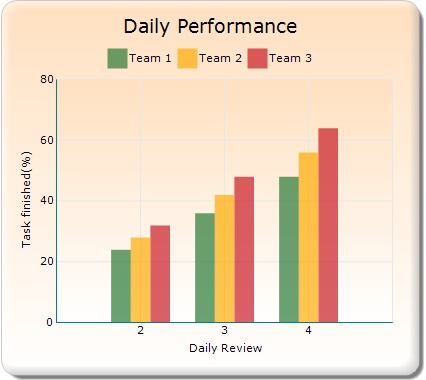 Daily Performance
Team 1 Team 2 Team 3
80
60
40
20
0
Task finished(%)
2 3 4
Daily Review